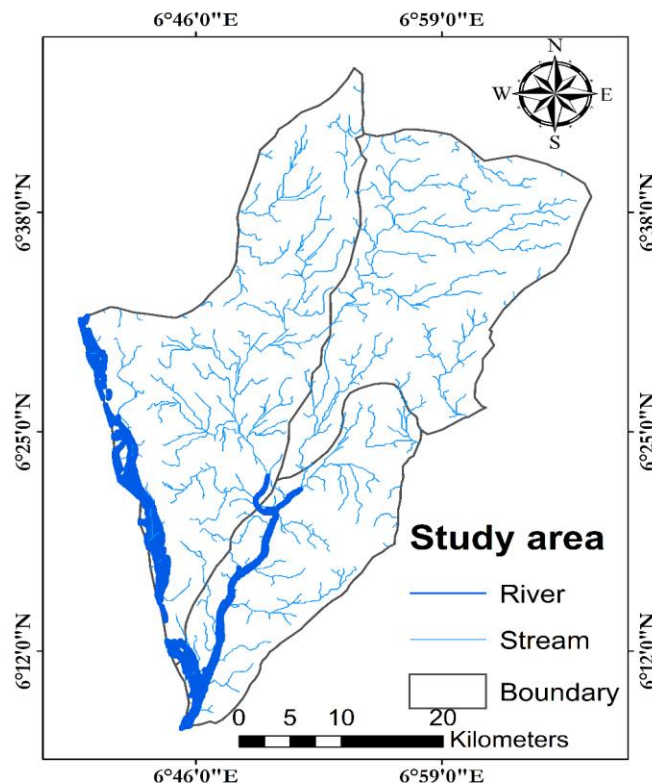 6°46'0"E 6°59'0"E
N
W E
S
6°38'0"N 6°38'0"N
6°25'0"N 6°25'0"N
Study area
River
Stream
6°12'0"N 6°12'0"N
Boundary
0 5 10 20
Kilometers
6°46'0"E 6°59'0"E